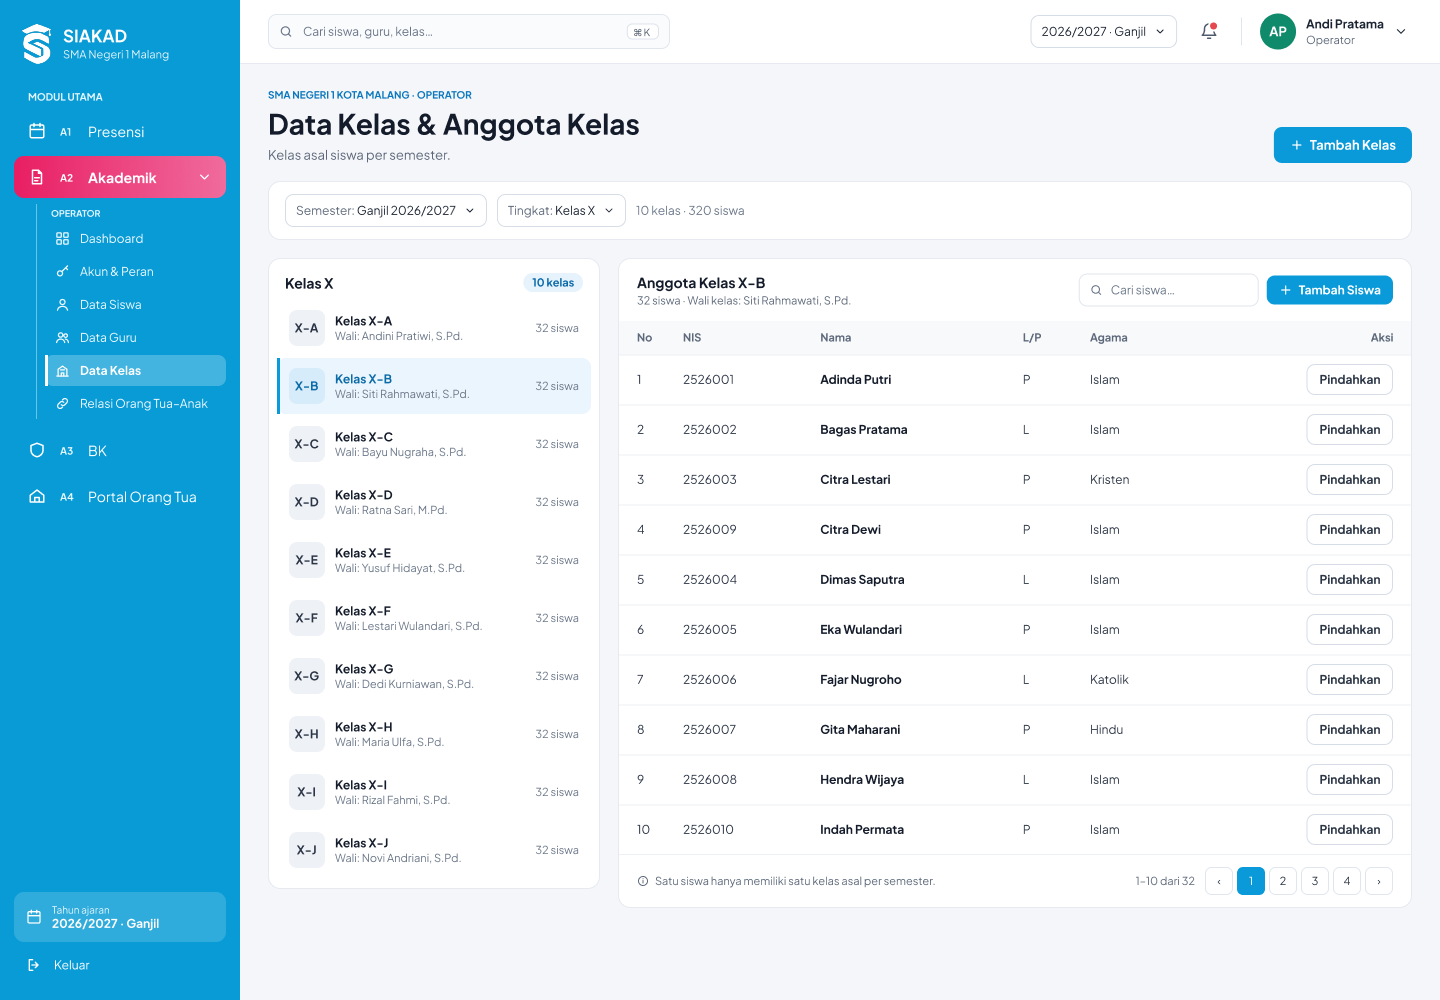 SIAKAD
SMA Negeri 1 Malang
MODUL UTAMA
A1 Presensi
A2 Akademik
OPERATOR
Dashboard
Akun & Peran
Data Siswa
Data Guru
Data Kelas
Relasi Orang Tua–Anak
A3 BK
A4 Portal Orang Tua
Tahun ajaran
2026/2027 · Ganjil
Keluar
Cari siswa, guru, kelas...
⌘K
2026/2027 · Ganjil
AP
Andi Pratama
Operator
SMA NEGERI 1 KOTA MALANG · OPERATOR
Data Kelas & Anggota Kelas
Kelas asal siswa per semester.
+ Tambah Kelas
Semester: Ganjil 2026/2027
Tingkat: Kelas X
10 kelas · 320 siswa
Kelas X
10 kelas
X-A Kelas X-A 32 siswa
Wali: Andini Pratiwi, S.Pd.
X-B Kelas X-B 32 siswa
Wali: Siti Rahmawati, S.Pd.
X-C Kelas X-C 32 siswa
Wali: Bayu Nugraha, S.Pd.
X-D Kelas X-D 32 siswa
Wali: Ratna Sari, M.Pd.
X-E Kelas X-E 32 siswa
Wali: Yusuf Hidayat, S.Pd.
X-F Kelas X-F 32 siswa
Wali: Lestari Wulandari, S.Pd.
X-G Kelas X-G 32 siswa
Wali: Dedi Kurniawan, S.Pd.
X-H Kelas X-H 32 siswa
Wali: Maria Ulfa, S.Pd.
X-I Kelas X-I 32 siswa
Wali: Rizal Fahmi, S.Pd.
X-J Kelas X-J 32 siswa
Wali: Novi Andriani, S.Pd.
Anggota Kelas X-B
32 siswa · Wali kelas: Siti Rahmawati, S.Pd.
Cari siswa...
+ Tambah Siswa
No NIS Nama L/P Agama Aksi
1 2526001 Adinda Putri P Islam Pindahkan
2 2526002 Bagas Pratama L Islam Pindahkan
3 2526003 Citra Lestari P Kristen Pindahkan
4 2526009 Citra Dewi P Islam Pindahkan
5 2526004 Dimas Saputra L Islam Pindahkan
6 2526005 Eka Wulandari P Islam Pindahkan
7 2526006 Fajar Nugroho L Katolik Pindahkan
8 2526007 Gita Maharani P Hindu Pindahkan
9 2526008 Hendra Wijaya L Islam Pindahkan
10 2526010 Indah Permata P Islam Pindahkan
Satu siswa hanya memiliki satu kelas asal per semester.
1–10 dari 32 ‹ 1 2 3 4 ›